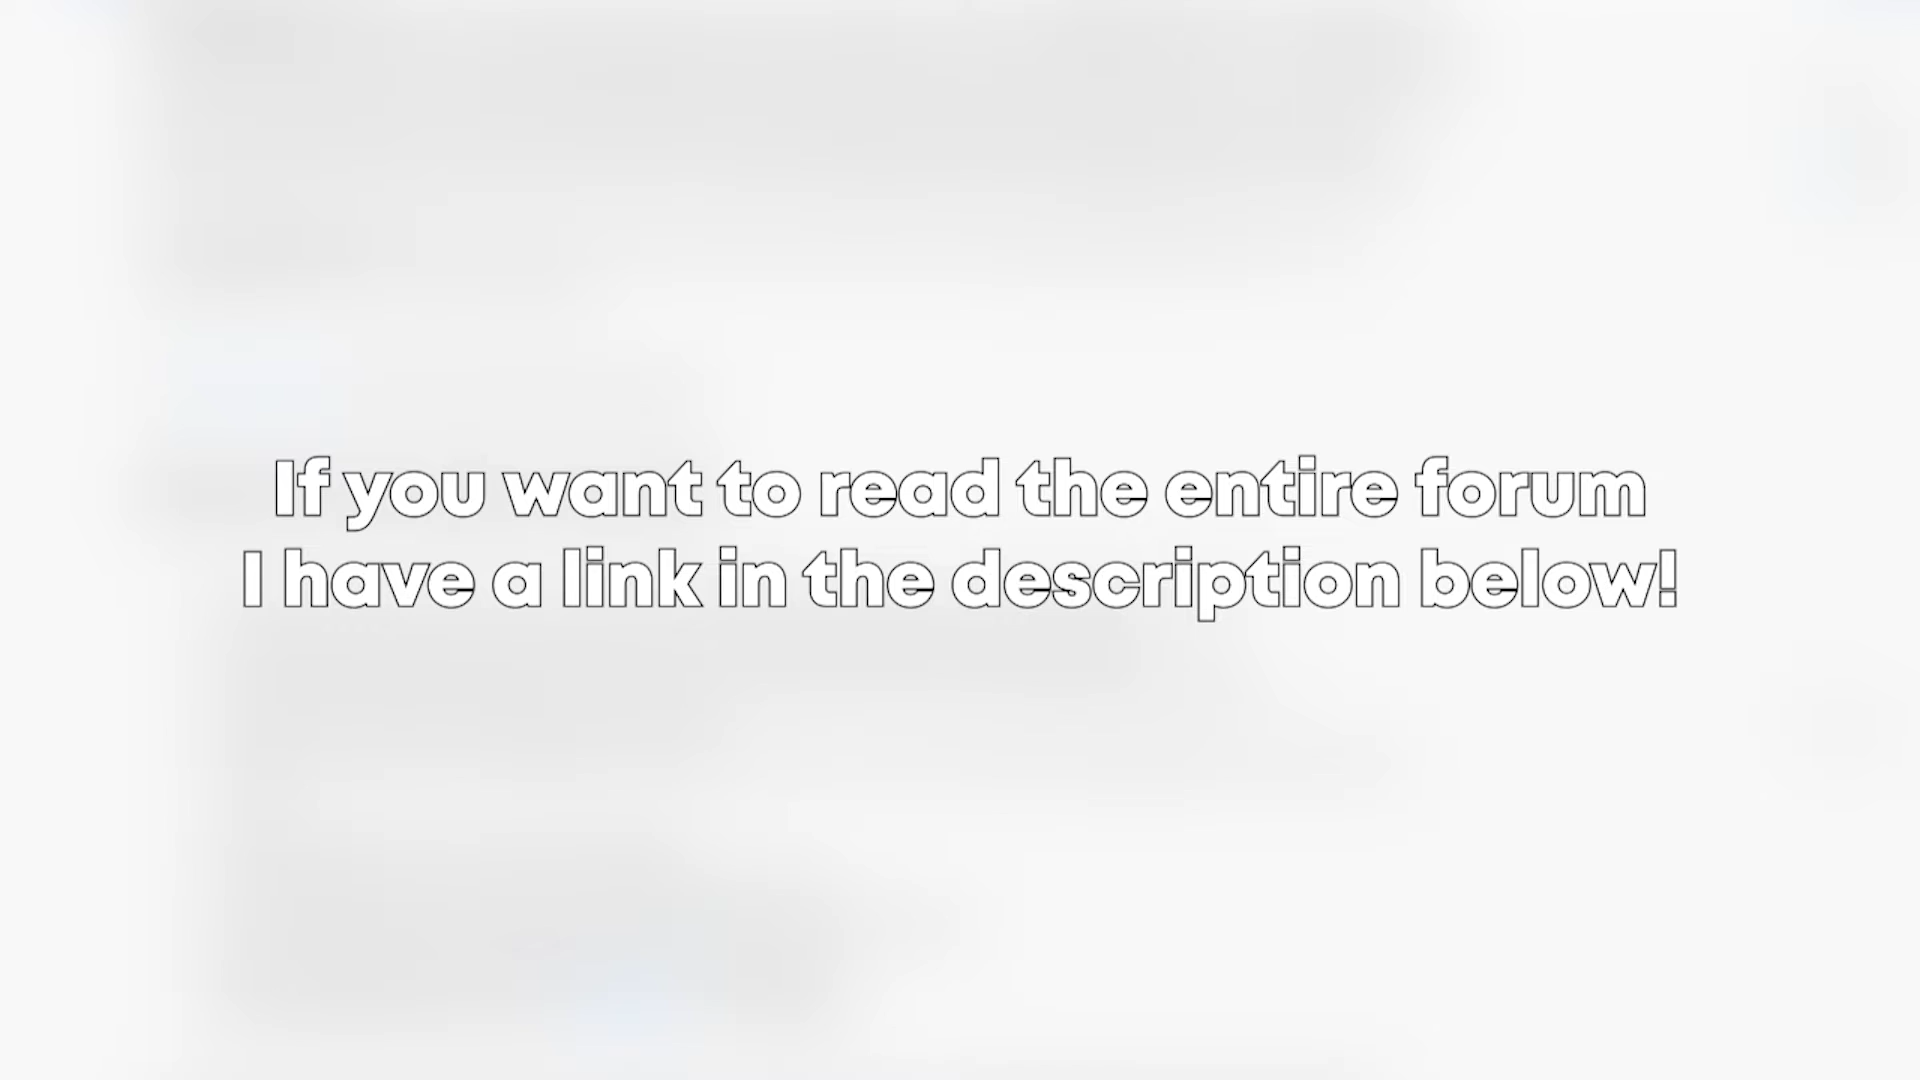 If you want to read the entire forum
I have a link in the description below!